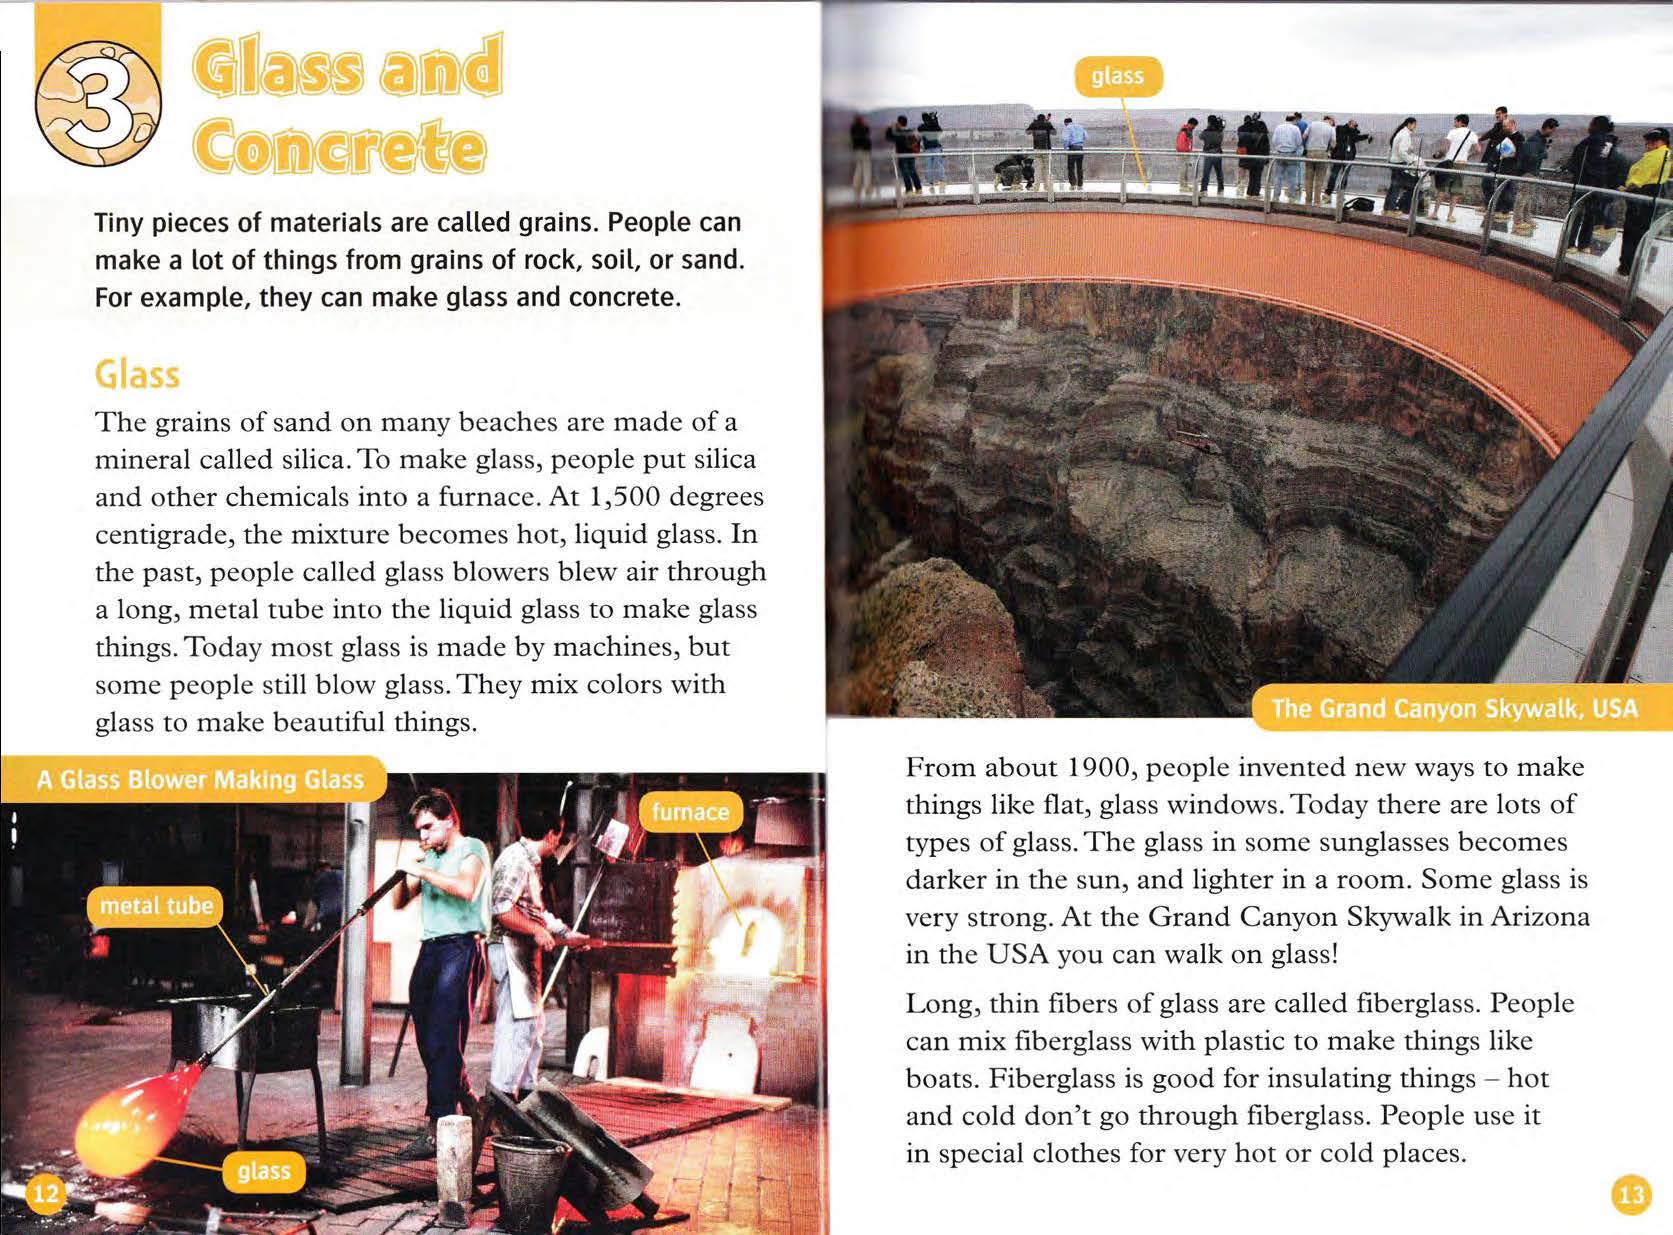 3
Glass and
Concrete
Tiny pieces of materials are called grains. People can
make a lot of things from grains of rock, soil, or sand.
For example, they can make glass and concrete.
Glass
The grains of sand on many beaches are made of a
mineral called silica. To make glass, people put silica
and other chemicals into a furnace. At 1,500 degrees
centigrade, the mixture becomes hot, liquid glass. In
the past, people called glass blowers blew air through
a long, metal tube into the liquid glass to make glass
things. Today most glass is made by machines, but
some people still blow glass. They mix colors with
glass to make beautiful things.
A Glass Blower Making Glass
furnace
metal tube
glass
12
glass
The Grand Canyon Skywalk, USA
From about 1900, people invented new ways to make
things like flat, glass windows. Today there are lots of
types of glass. The glass in some sunglasses becomes
darker in the sun, and lighter in a room. Some glass is
very strong. At the Grand Canyon Skywalk in Arizona
in the USA you can walk on glass!
Long, thin fibers of glass are called fiberglass. People
can mix fiberglass with plastic to make things like
boats. Fiberglass is good for insulating things – hot
and cold don't go through fiberglass. People use it
in special clothes for very hot or cold places.
13